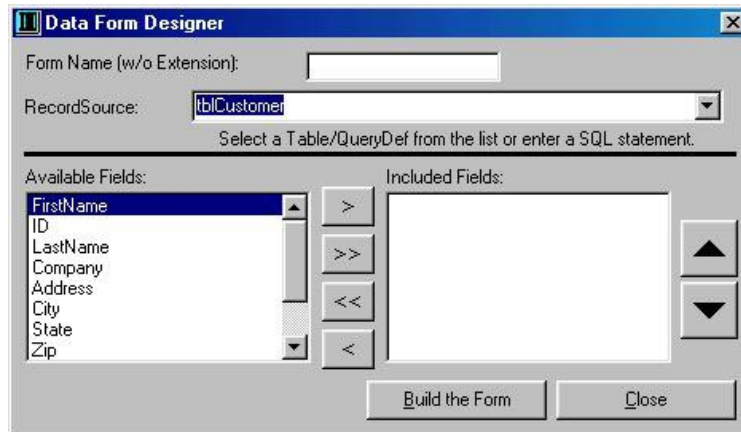 Data Form Designer
Form Name (w/o Extension):
RecordSource: tblCustomer
Select a Table/QueryDef from the list or enter a SQL statement.
Available Fields: Included Fields:
FirstName
ID
LastName
Company
Address
City
State
Zip
>
>>
<<
<
Build the Form Close